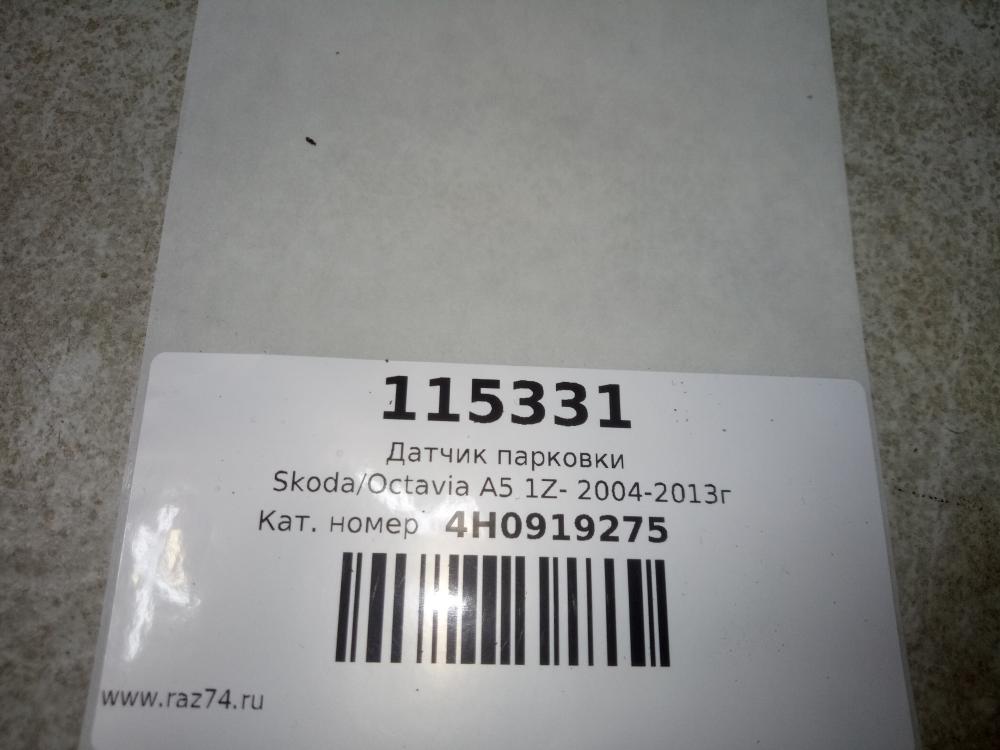 115331
Датчик парковки
Skoda/Octavia A5 1Z- 2004-2013г
Кат. номер 4H0919275
www.raz74.ru